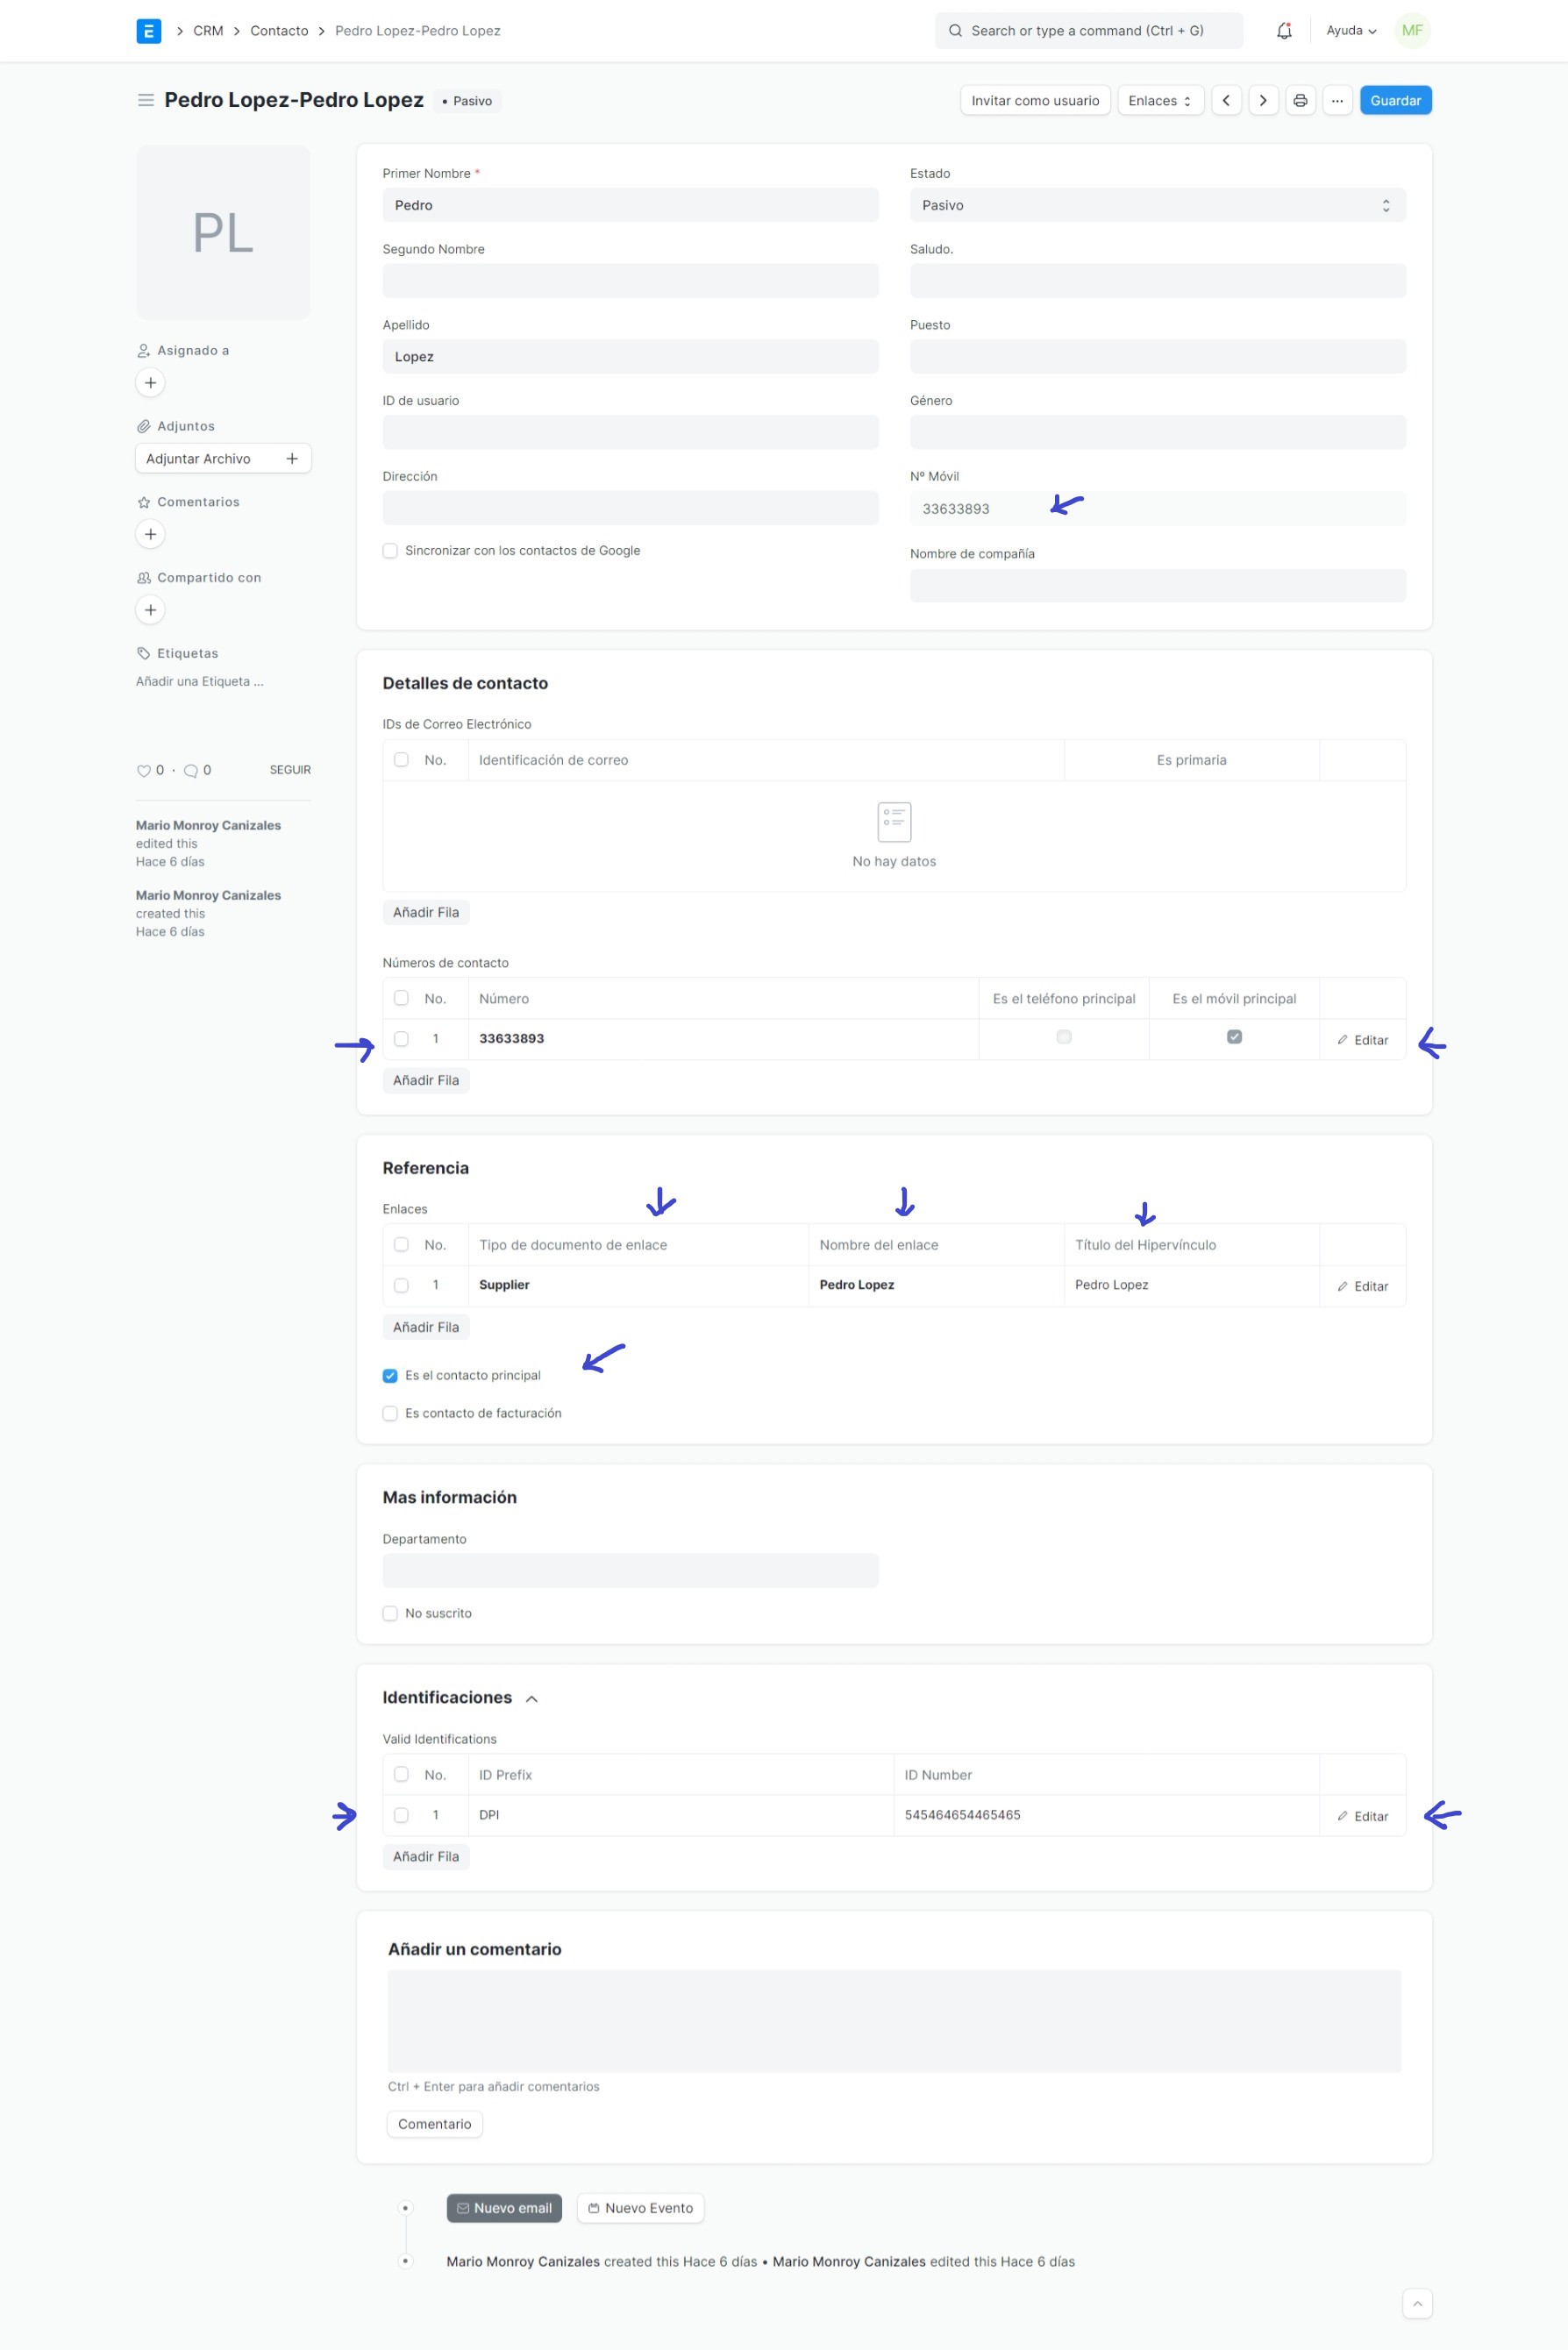 E > CRM > Contacto > Pedro Lopez-Pedro Lopez
Search or type a command (Ctrl + G)
Ayuda
MF
Pedro Lopez-Pedro Lopez
• Pasivo
Invitar como usuario
Enlaces
...
Guardar
PL
Asignado a
+
Adjuntos
Adjuntar Archivo +
Comentarios
+
Compartido con
+
Etiquetas
Añadir una Etiqueta ...
0 · 0
SEGUIR
Mario Monroy Canizales
edited this
Hace 6 días
Mario Monroy Canizales
created this
Hace 6 días
Primer Nombre *
Pedro
Segundo Nombre
Apellido
Lopez
ID de usuario
Dirección
Sincronizar con los contactos de Google
Estado
Pasivo
Saludo.
Puesto
Género
Nº Móvil
33633893
Nombre de compañía
Detalles de contacto
IDs de Correo Electrónico
No. Identificación de correo Es primaria
No hay datos
Añadir Fila
Números de contacto
No. Número Es el teléfono principal Es el móvil principal
1 33633893 Editar
Añadir Fila
Referencia
Enlaces
No. Tipo de documento de enlace Nombre del enlace Título del Hipervínculo
1 Supplier Pedro Lopez Pedro Lopez Editar
Añadir Fila
Es el contacto principal
Es contacto de facturación
Mas información
Departamento
No suscrito
Identificaciones
Valid Identifications
No. ID Prefix ID Number
1 DPI 545464654465465 Editar
Añadir Fila
Añadir un comentario
Ctrl + Enter para añadir comentarios
Comentario
Nuevo email
Nuevo Evento
Mario Monroy Canizales created this Hace 6 días • Mario Monroy Canizales edited this Hace 6 días